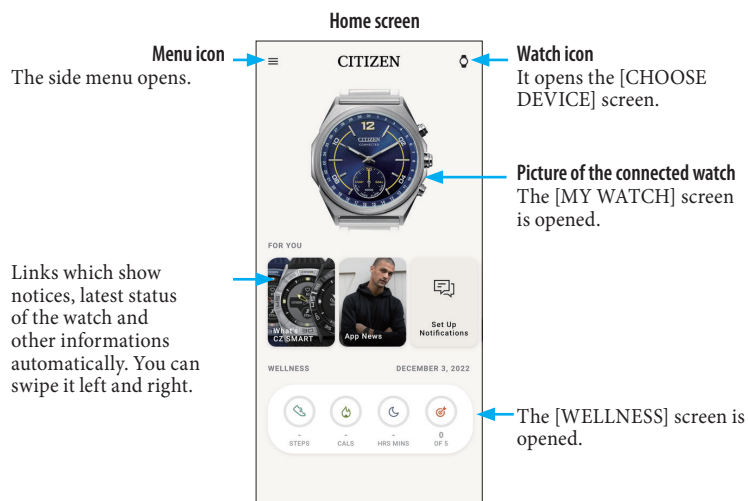 Home screen
Menu icon
The side menu opens.
CITIZEN
Watch icon
It opens the [CHOOSE
DEVICE] screen.
12
CITIZEN
CONNECTED
Picture of the connected watch
The [MY WATCH] screen
is opened.
FOR YOU
Links which show
notices, latest status
of the watch and
other informations
automatically. You can
swipe it left and right.
What's
CZ SMART
App News
Set Up
Notifications
WELLNESS
DECEMBER 3, 2022
-
STEPS
-
CALS
-
HRS MINS
0
OF 5
The [WELLNESS] screen is
opened.